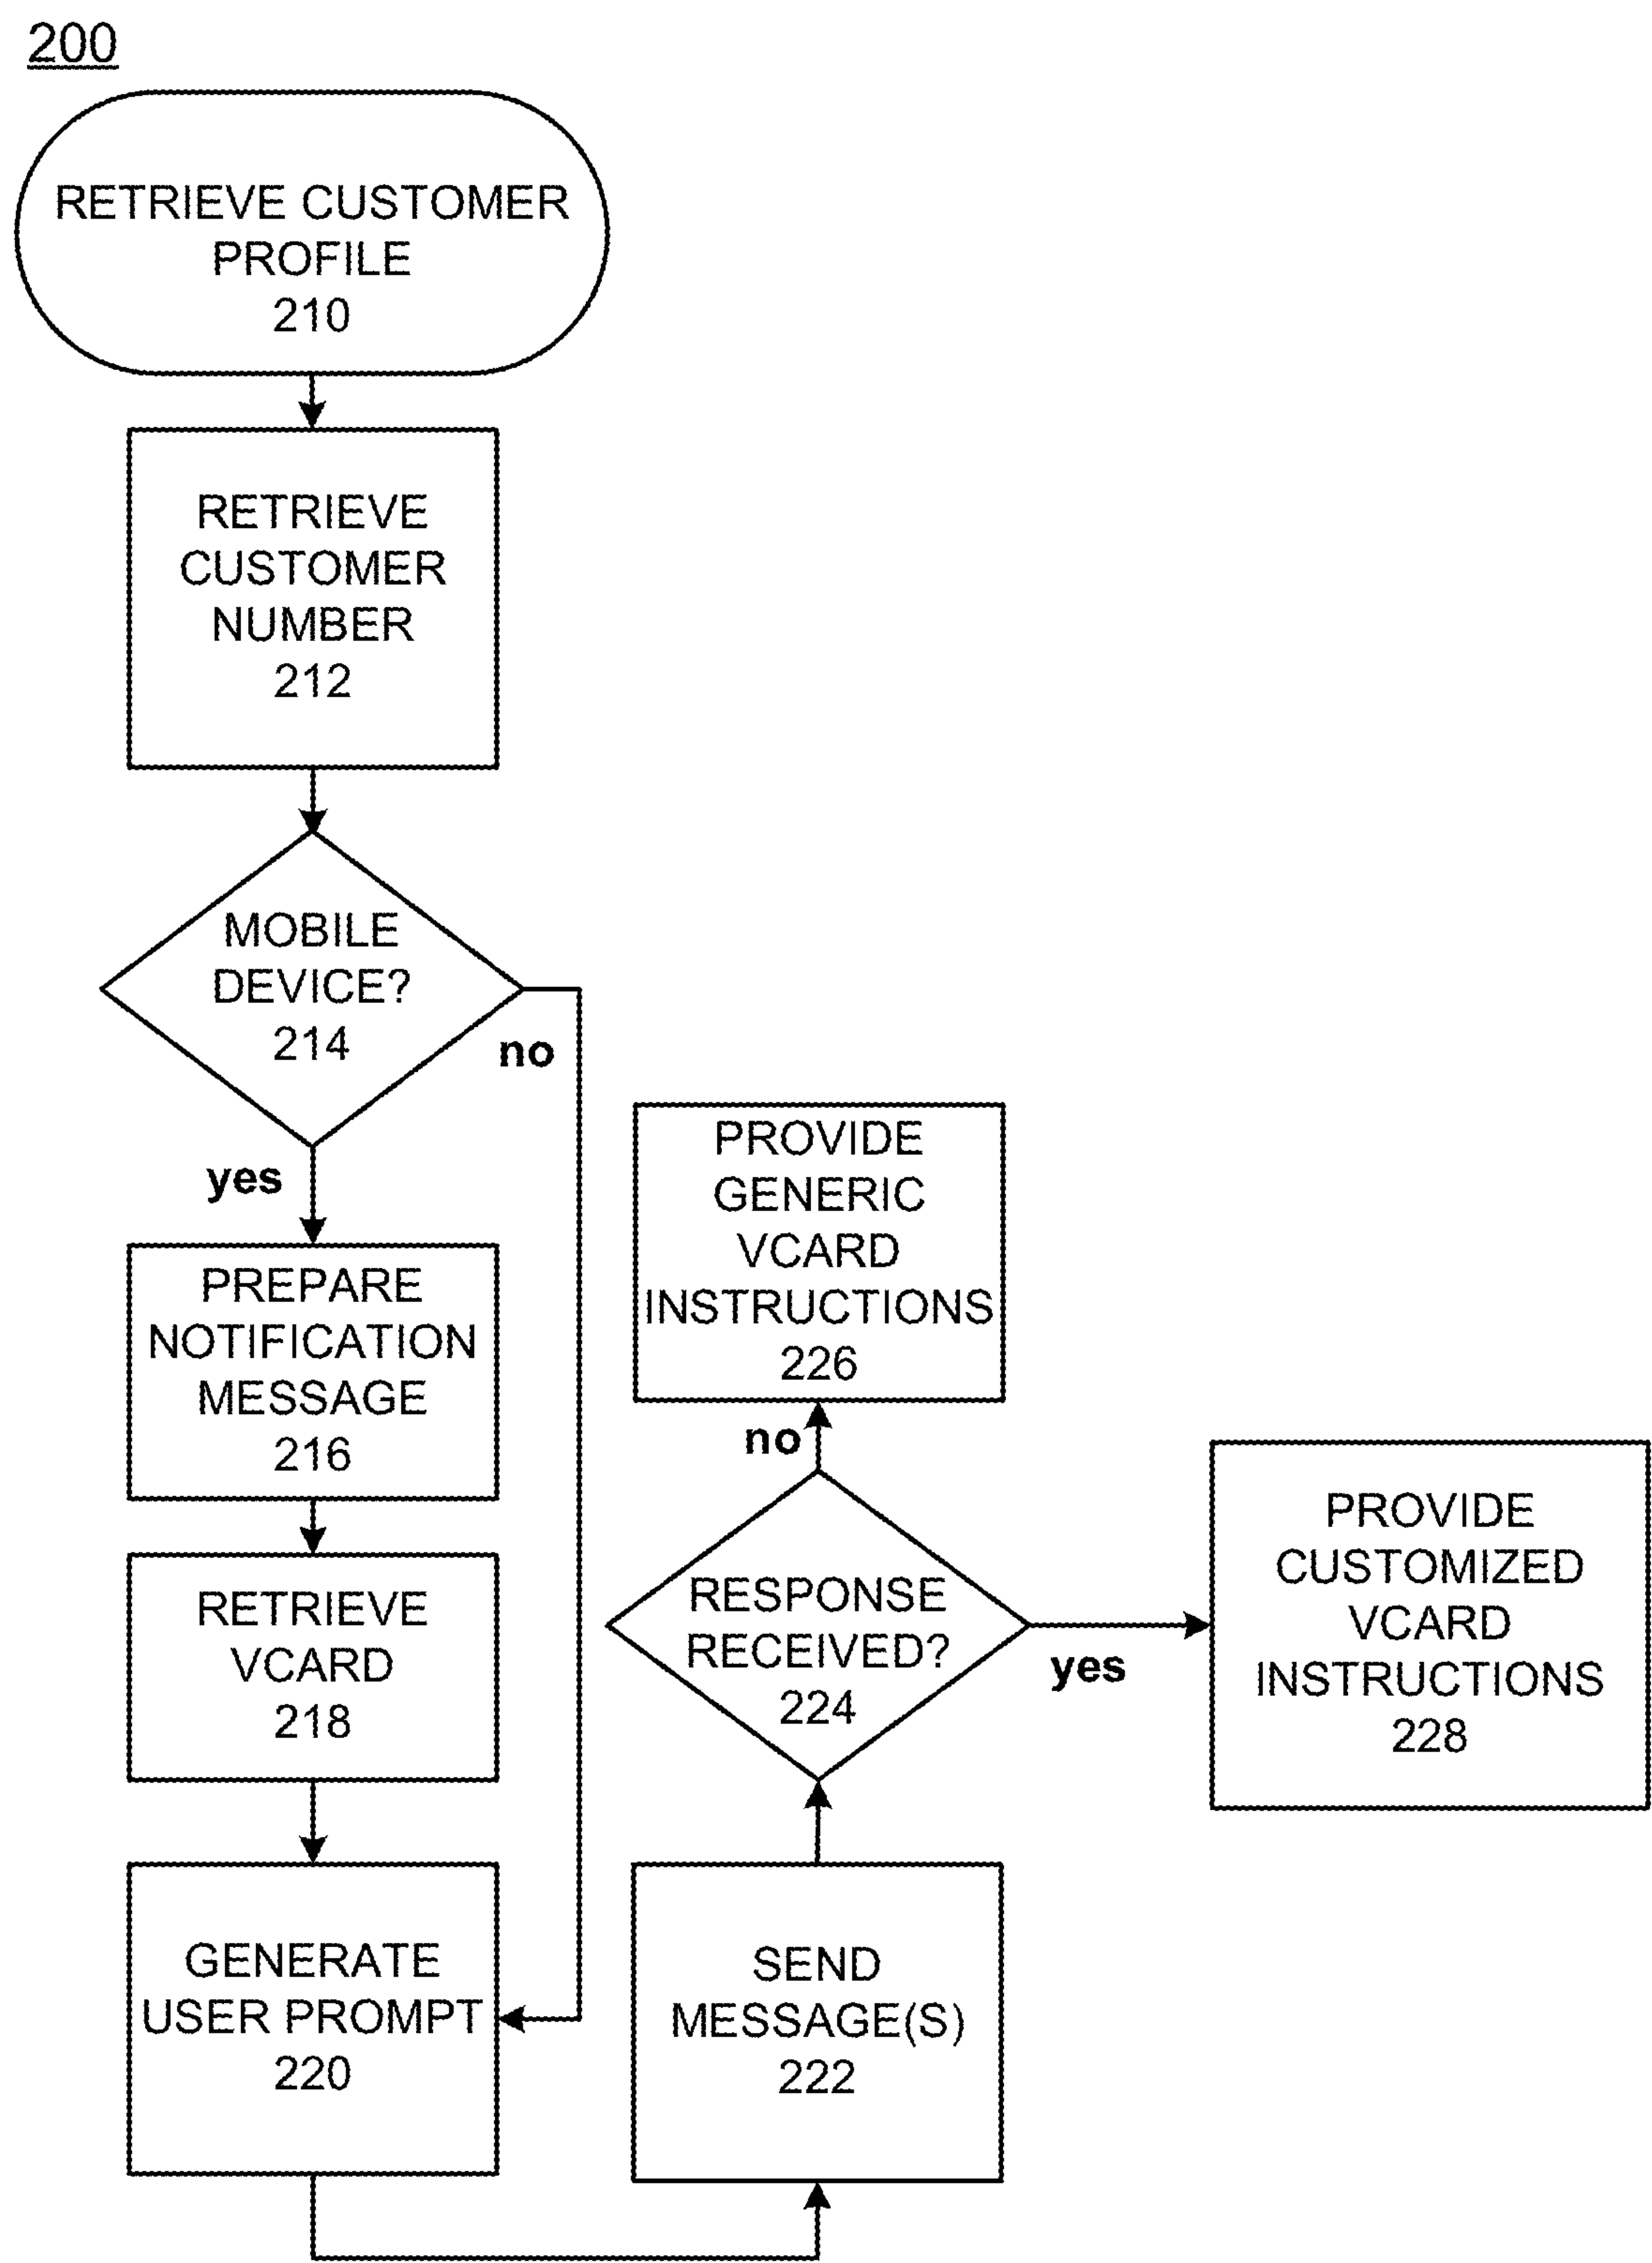 200
RETRIEVE CUSTOMER
PROFILE
210
RETRIEVE
CUSTOMER
NUMBER
212
MOBILE
DEVICE?
214
no
yes
PREPARE
NOTIFICATION
MESSAGE
216
RETRIEVE
VCARD
218
GENERATE
USER PROMPT
220
SEND
MESSAGE(S)
222
RESPONSE
RECEIVED?
224
no
yes
PROVIDE
GENERIC
VCARD
INSTRUCTIONS
226
PROVIDE
CUSTOMIZED
VCARD
INSTRUCTIONS
228